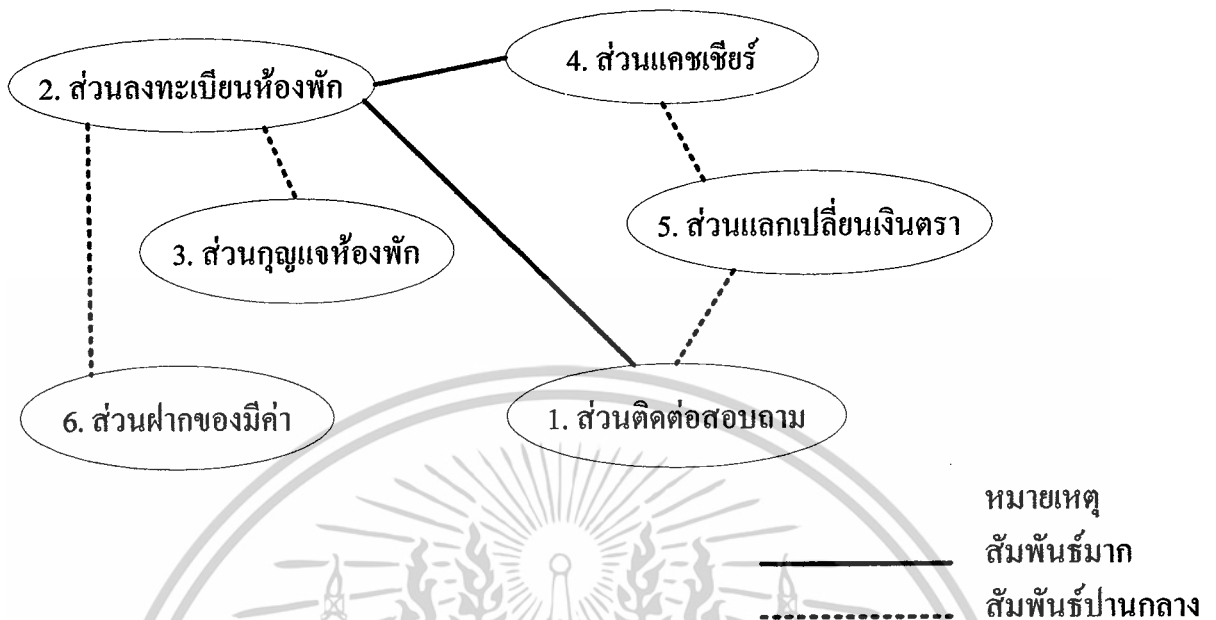 4. ส่วนแคชเชียร์
2. ส่วนลงทะเบียนห้องพัก
5. ส่วนแลกเปลี่ยนเงินตรา
3. ส่วนกุญแจห้องพัก
6. ส่วนฝากของมีค่า
1. ส่วนติดต่อสอบถาม
หมายเหตุ
สัมพันธ์มาก
สัมพันธ์ปานกลาง